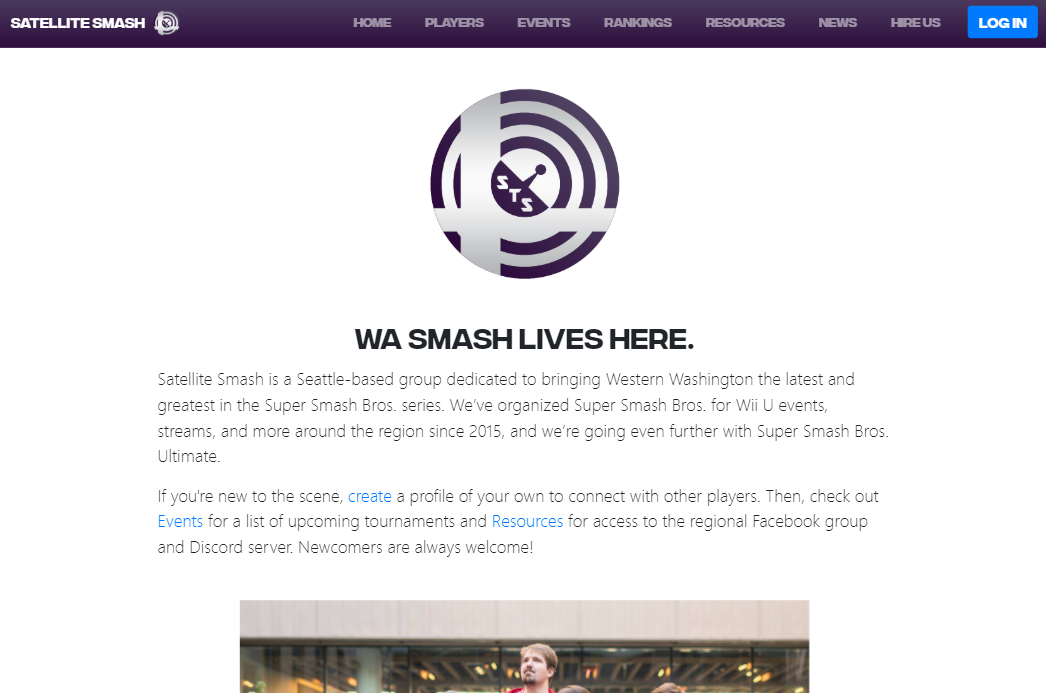 SATELLITE SMASH HOME PLAYERS EVENTS RANKINGS RESOURCES NEWS HIRE US LOG IN
STS
WA SMASH LIVES HERE.
Satellite Smash is a Seattle-based group dedicated to bringing Western Washington the latest and
greatest in the Super Smash Bros. series. We’ve organized Super Smash Bros. for Wii U events,
streams, and more around the region since 2015, and we’re going even further with Super Smash Bros.
Ultimate.
If you're new to the scene, create a profile of your own to connect with other players. Then, check out
Events for a list of upcoming tournaments and Resources for access to the regional Facebook group
and Discord server. Newcomers are always welcome!